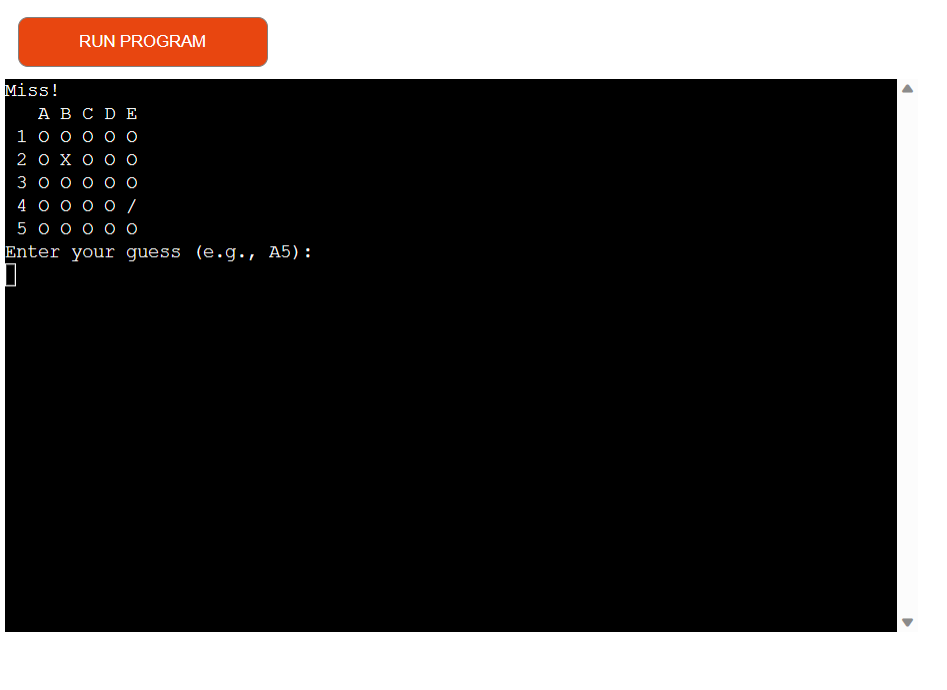 RUN PROGRAM
Miss!
A B C D E
1 O O O O O
2 O X O O O
3 O O O O O
4 O O O O /
5 O O O O O
Enter your guess (e.g., A5):